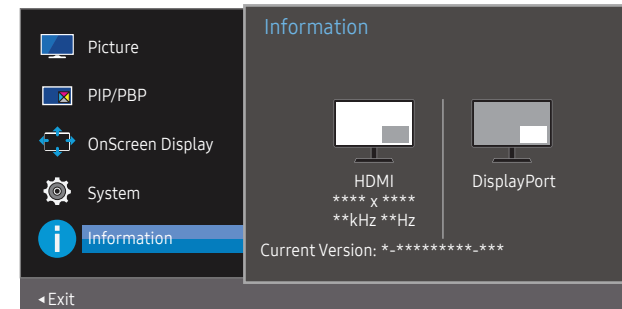 Picture
PIP/PBP
OnScreen Display
System
Information
Information
HDMI
**** x ****
**kHz **Hz
DisplayPort
Current Version: *-*********-***
◂Exit